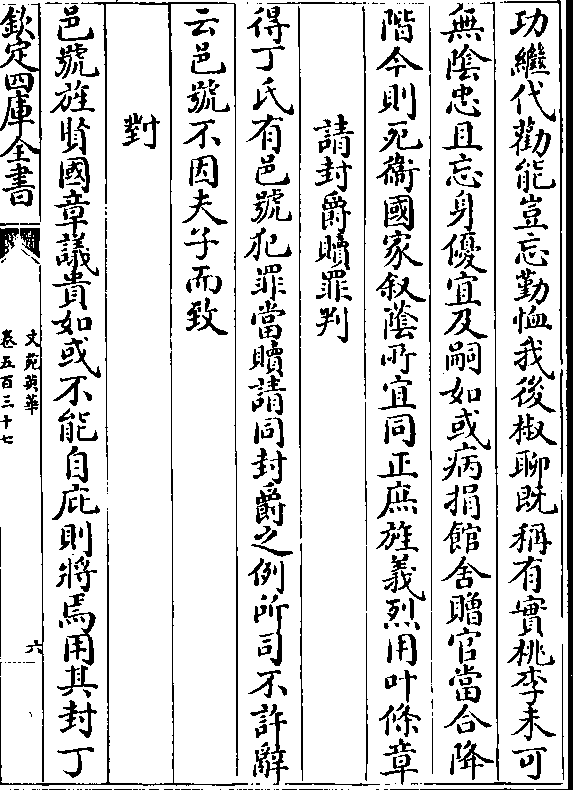 功繼代勸能豈忘勤恤我後椒聊既稱有實桃李未可
無陰忠且忘身優宜及嗣如或病捐館舍贈官當合降
階今則死衛國家叙蔭所宜同正庶旌義烈用叶條章
請封爵贖罪判
得丁氏有邑號犯罪當贖請同封爵之例所司不許辭
云邑號不因夫子而致
對
邑號旌賢國章議貴如或不能自庇則將焉用其封丁
欽定四庫全書
文苑英華
卷五百三十七
六